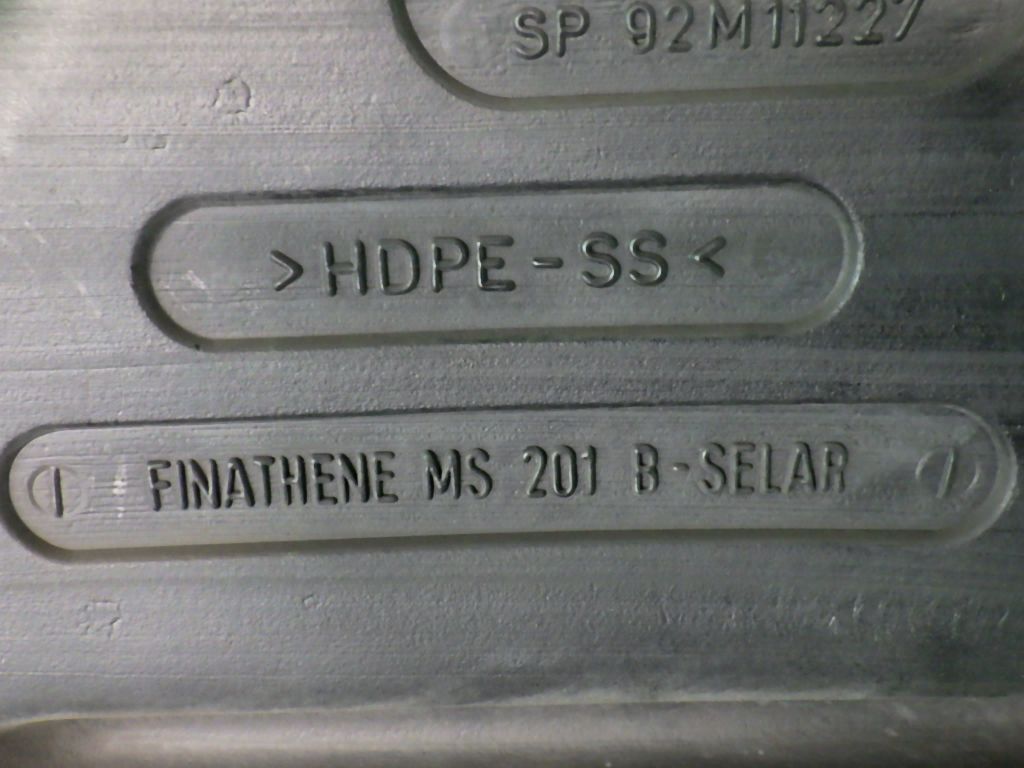 SP 92M11227
>HDPE-SS<
FINATHENE MS 201 B-SELAR